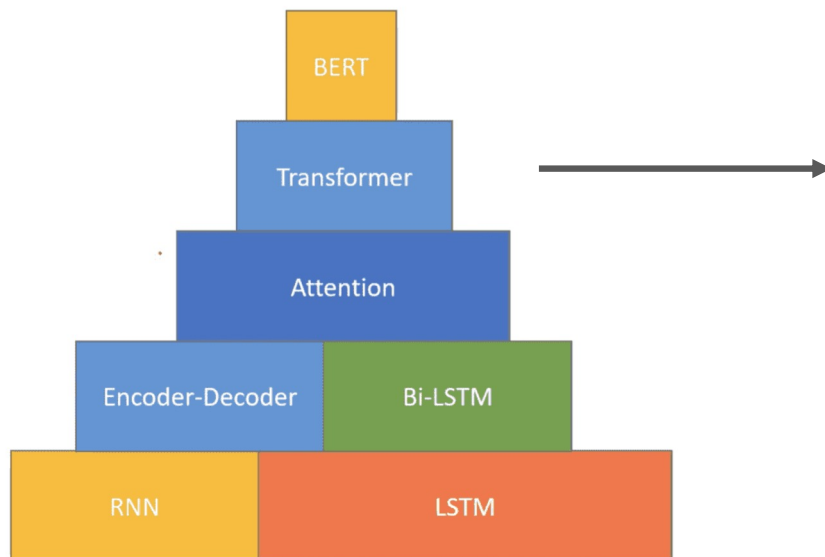 BERT
Transformer
Attention
Encoder-Decoder
Bi-LSTM
RNN
LSTM